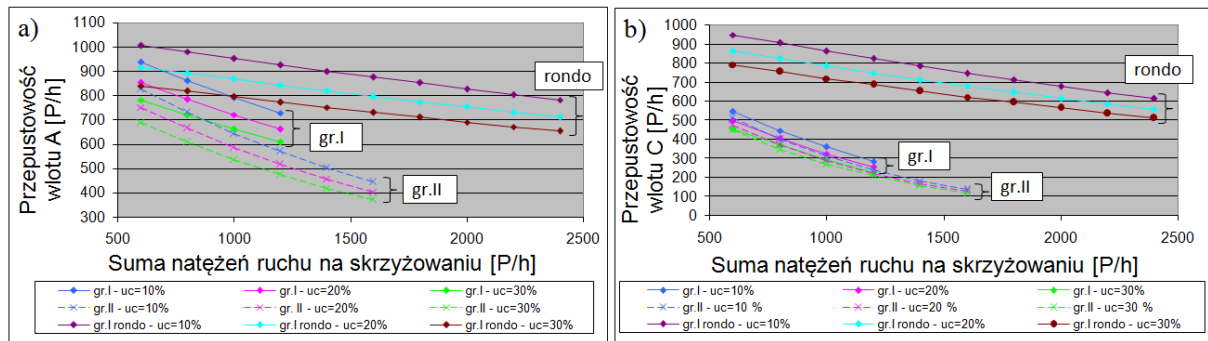 a)
Przepustowość
wlotu A [P/h]
1100
1000
900
800
700
600
500
400
300
500
1000
1500
2000
2500
rondo
gr.I
gr.II
Suma natężeń ruchu na skrzyżowaniu [P/h]
gr.I - uc=10%
gr.I - uc=20%
gr.I - uc=30%
gr.II - uc=10%
gr. II - uc=20%
gr.II - uc=30%
gr.I rondo - uc=10%
gr.I rondo - uc=20%
gr.I rondo - uc=30%
b)
Przepustowość
wlotu C [P/h]
1000
900
800
700
600
500
400
300
200
100
0
500
1000
1500
2000
2500
rondo
gr.I
gr.II
Suma natężeń ruchu na skrzyżowaniu [P/h]
gr.I - uc=10%
gr.I - uc=20%
gr.I - uc=30%
gr.II - uc=10 %
gr.II - uc=20 %
gr.II - uc=30 %
gr.I rondo - uc=10%
gr.I rondo - uc=20%
gr.I rondo - uc=30%